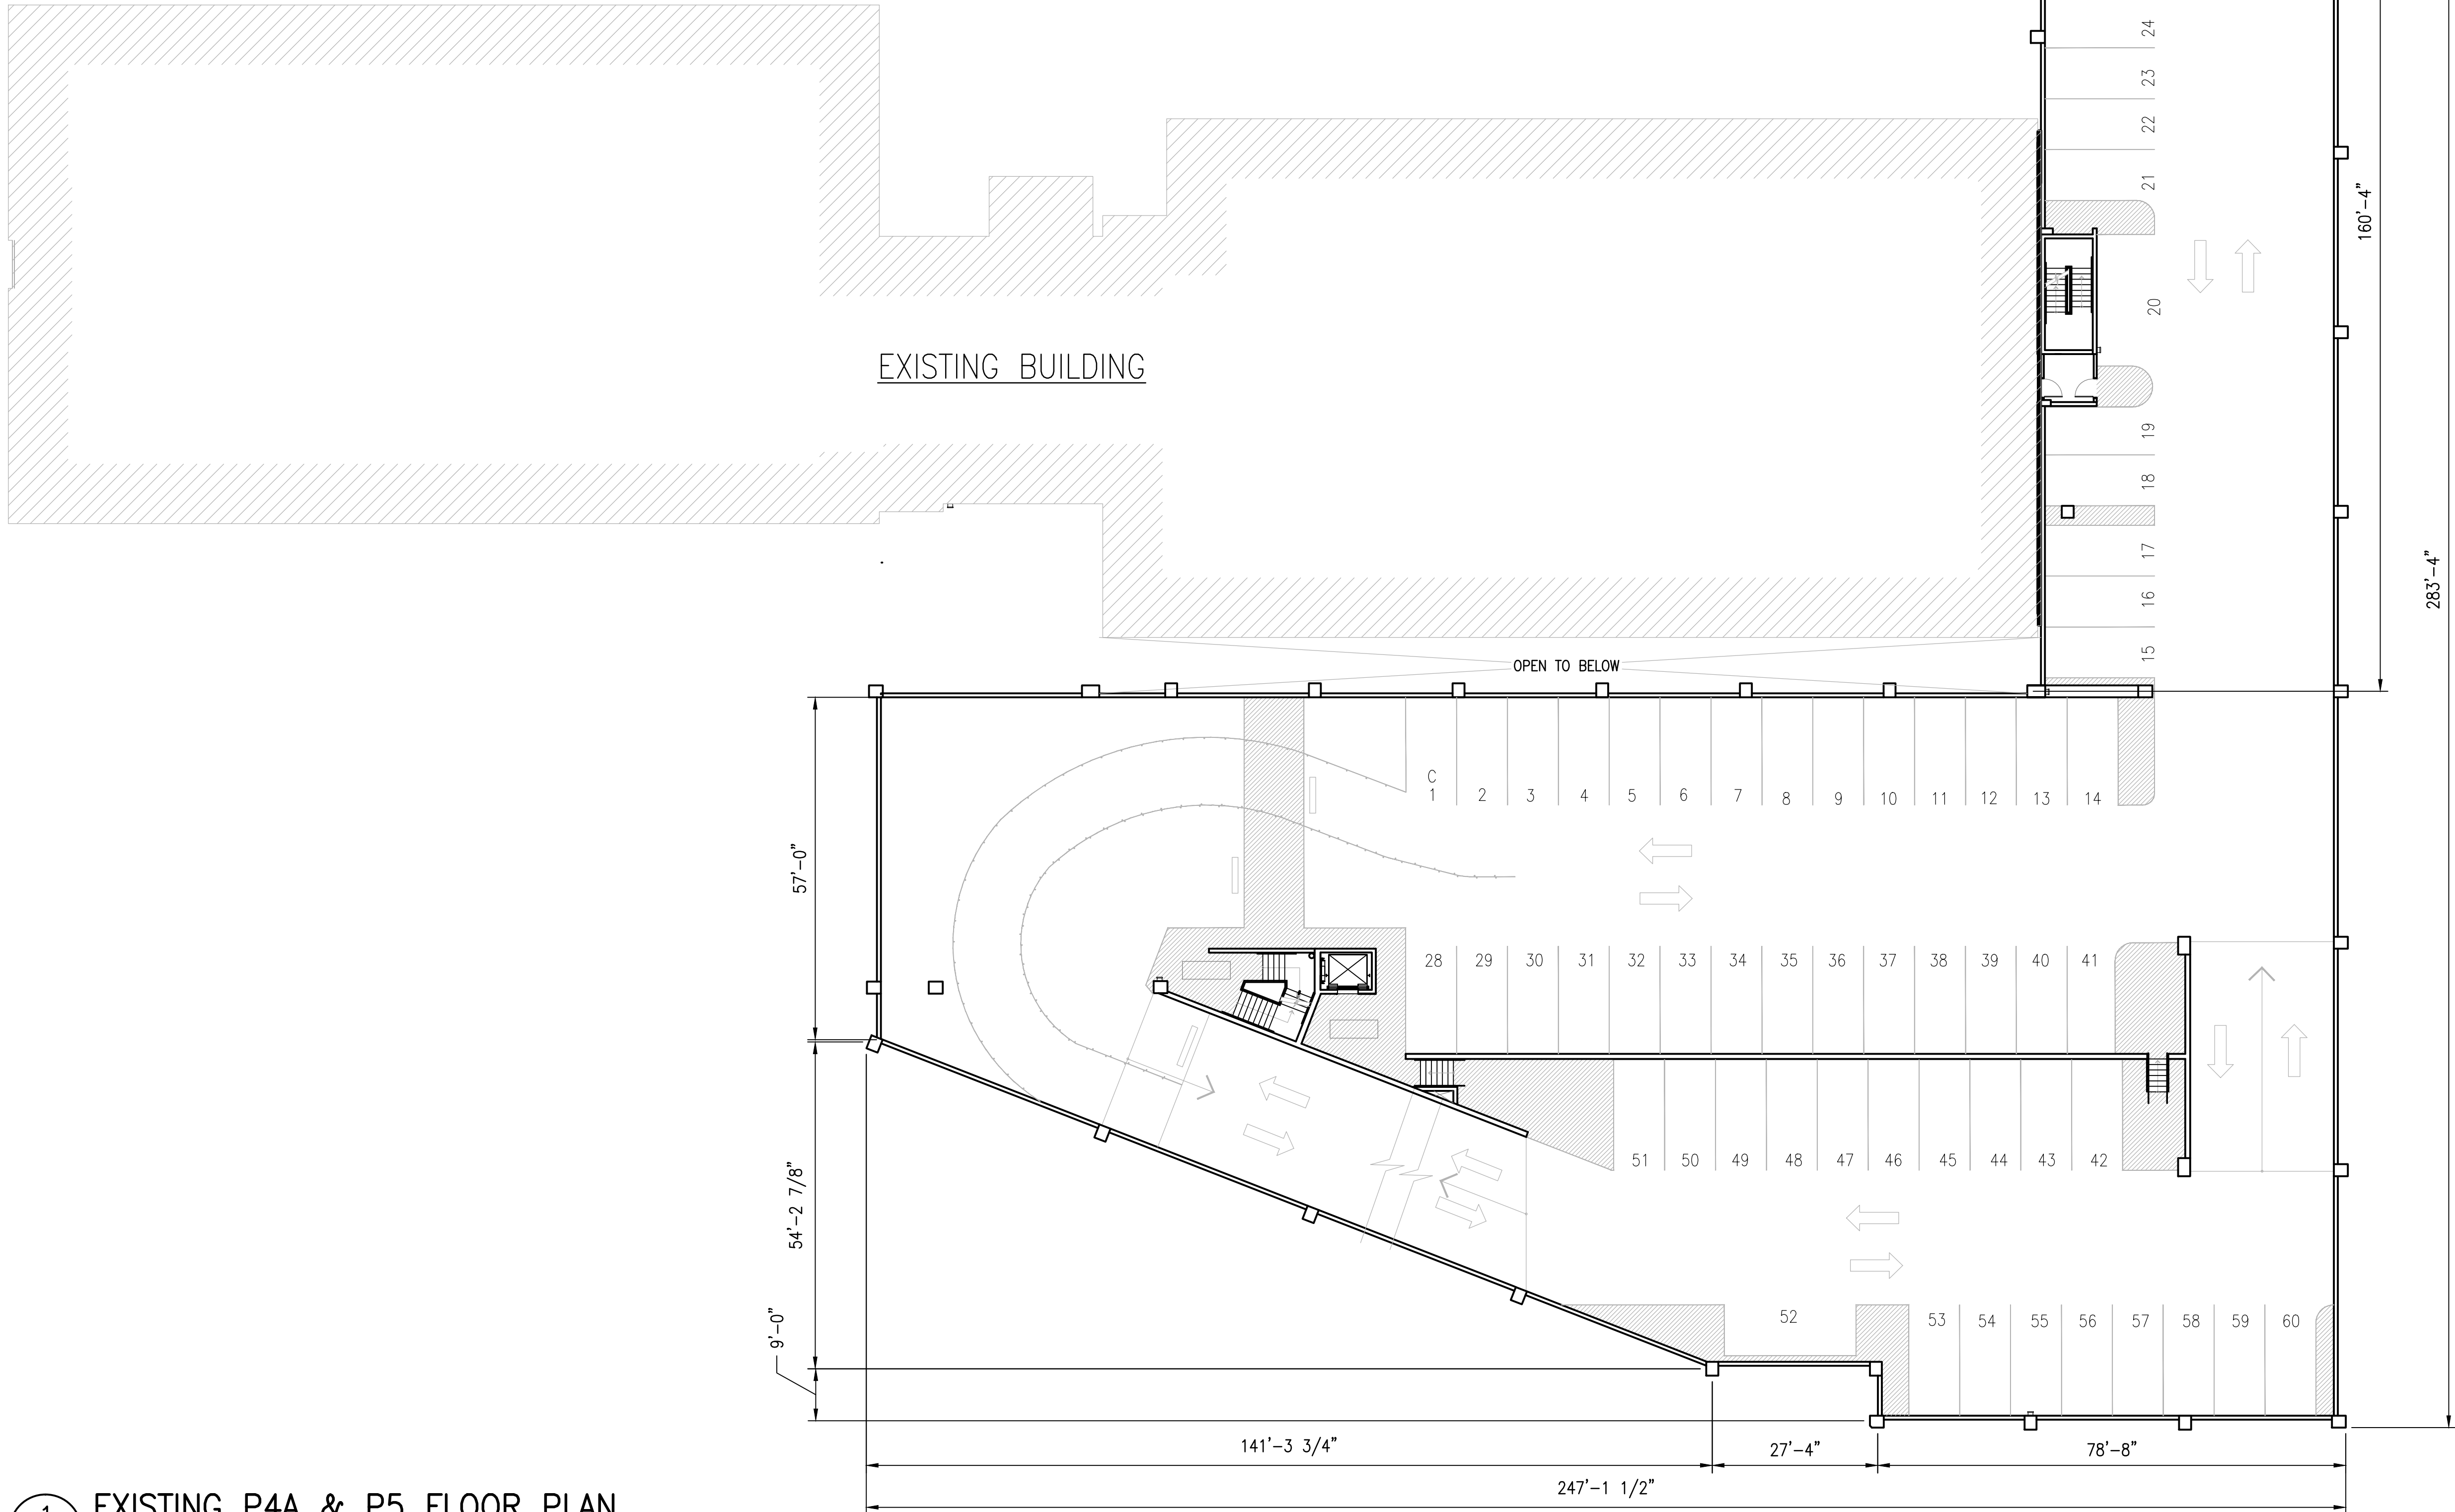 24
23
22
21
160'-4"
20
EXISTING BUILDING
19
18
17
283'-4"
16
15
OPEN TO BELOW
C
1 2 3 4 5 6 7 8 9 10 11 12 13 14
57'-0"
28 29 30 31 32 33 34 35 36 37 38 39 40 41
51 50 49 48 47 46 45 44 43 42
54'-2 7/8"
9'-0"
52
53 54 55 56 57 58 59 60
141'-3 3/4"
27'-4"
78'-8"
247'-1 1/2"
1
EXISTING P4A & P5 FLOOR PLAN